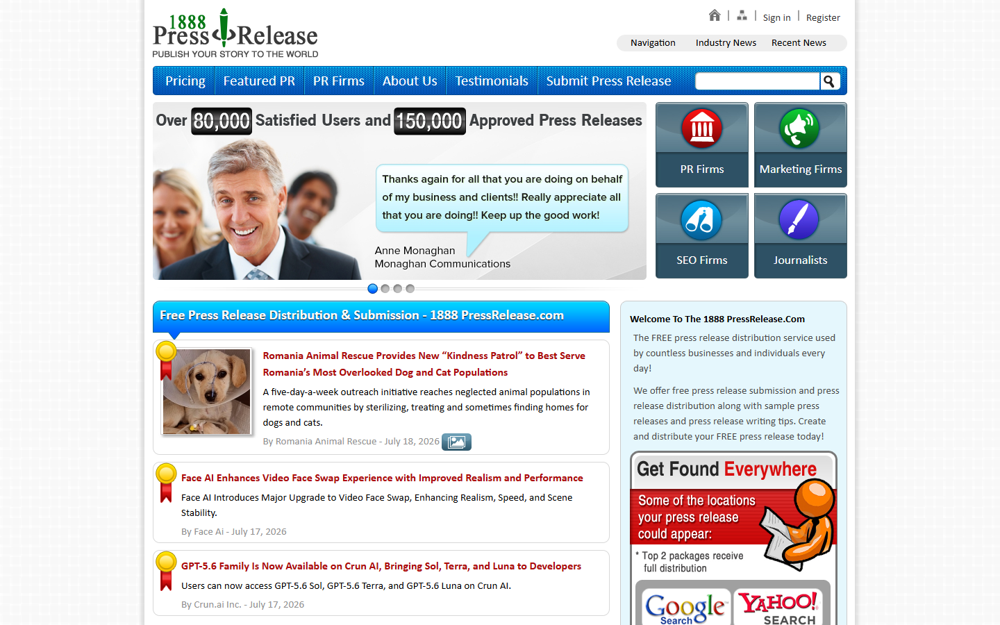 1888
Press Release
PUBLISH YOUR STORY TO THE WORLD
Sign in
Register
Navigation
Industry News
Recent News
Pricing
Featured PR
PR Firms
About Us
Testimonials
Submit Press Release
Over 80,000 Satisfied Users and 150,000 Approved Press Releases
Thanks again for all that you are doing on behalf
of my business and clients!! Really appreciate all
that you are doing!! Keep up the good work!
Anne Monaghan
Monaghan Communications
PR Firms
Marketing Firms
SEO Firms
Journalists
Free Press Release Distribution & Submission - 1888 PressRelease.com
Romania Animal Rescue Provides New “Kindness Patrol” to Best Serve
Romania’s Most Overlooked Dog and Cat Populations
A five-day-a-week outreach initiative reaches neglected animal populations in
remote communities by sterilizing, treating and sometimes finding homes for
dogs and cats.
By Romania Animal Rescue - July 18, 2026
Face AI Enhances Video Face Swap Experience with Improved Realism and Performance
Face AI Introduces Major Upgrade to Video Face Swap, Enhancing Realism, Speed, and Scene
Stability.
By Face Ai - July 17, 2026
GPT-5.6 Family Is Now Available on Crun AI, Bringing Sol, Terra, and Luna to Developers
Users can now access GPT-5.6 Sol, GPT-5.6 Terra, and GPT-5.6 Luna on Crun AI.
By Crun.ai Inc. - July 17, 2026
Welcome To The 1888 PressRelease.Com
The FREE press release distribution service used
by countless businesses and individuals every
day!
We offer free press release submission and press
release distribution along with sample press
releases and press release writing tips. Create
and distribute your FREE press release today!
Get Found Everywhere
Some of the locations
your press release
could appear:
* Top 2 packages receive
full distribution
Google
Search
YAHOO!
SEARCH